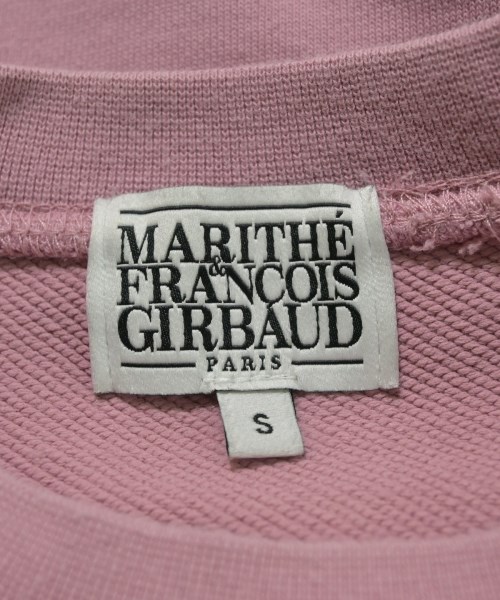 MARITHÉ
&
FRANÇOIS
GIRBAUD
PARIS
S